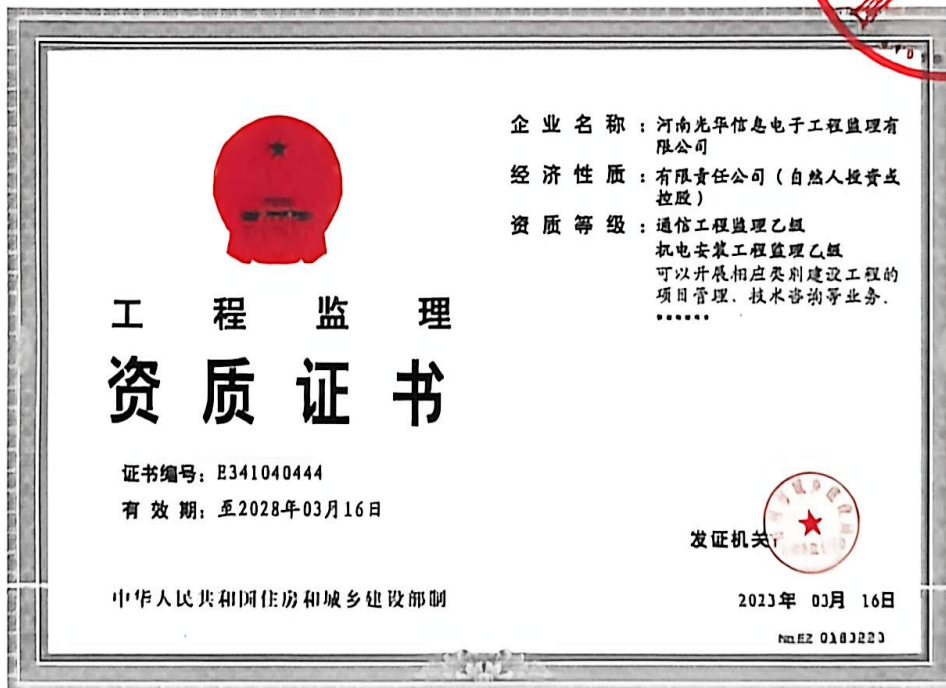 企业名称：河南光华信息电子工程监理有
限公司
经济性质：有限责任公司（自然人投资或
控股）
资质等级：通信工程监理乙级
机电安装工程监理乙级
可以开展相应类别建设工程的
项目管理、技术咨询等业务.
******
工程监理
资质证书
证书编号：E341040444
有效期：至2028年03月16日
发证机关：
中华人民共和国住房和城乡建设部制
2023年 03月 16日
No.EZ 0183223